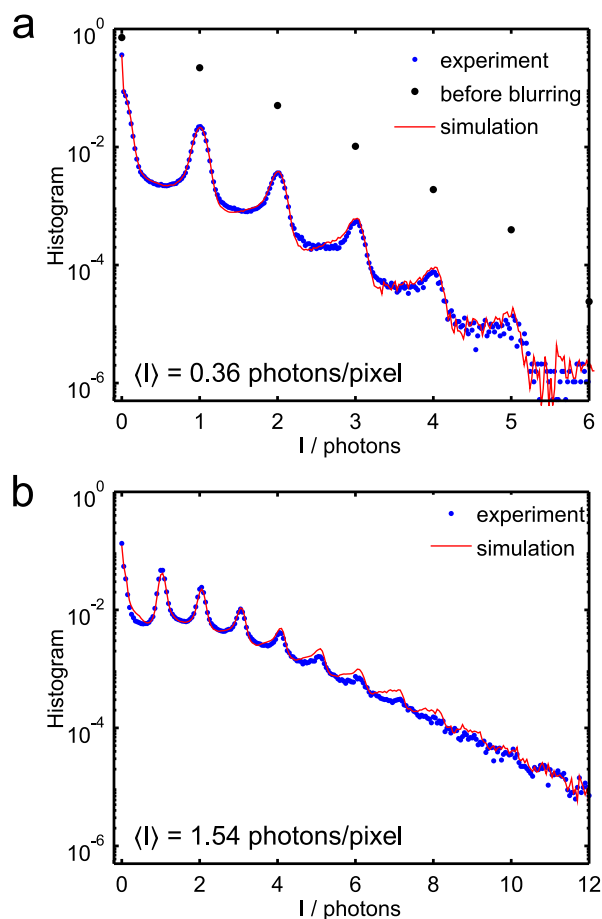 a
10^0
10^-2
10^-4
10^-6
Histogram
experiment
before blurring
simulation
⟨I⟩ = 0.36 photons/pixel
0 1 2 3 4 5 6
I / photons
b
10^0
10^-2
10^-4
10^-6
Histogram
experiment
simulation
⟨I⟩ = 1.54 photons/pixel
0 2 4 6 8 10 12
I / photons